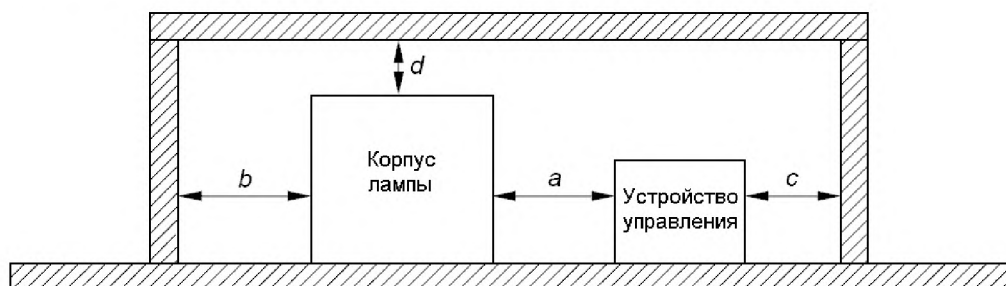 d
Корпус
лампы
b
a
c
Устройство
управления